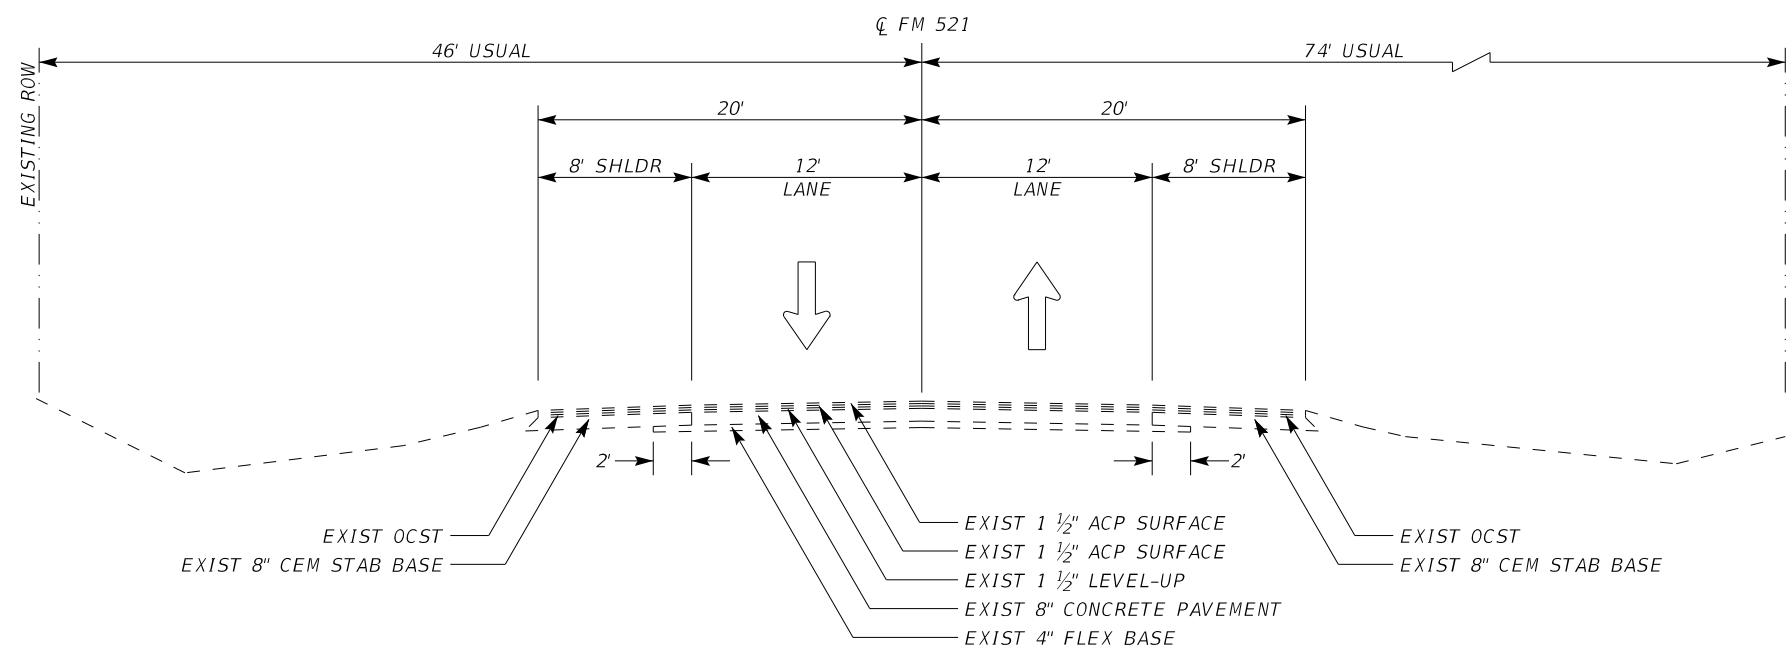 ℄ FM 521
46' USUAL
74' USUAL
EXISTING ROW
20'
20'
8' SHLDR
12'
LANE
12'
LANE
8' SHLDR
2'
2'
EXIST OCST
EXIST 8" CEM STAB BASE
EXIST 1 ½" ACP SURFACE
EXIST 1 ½" ACP SURFACE
EXIST 1 ½" LEVEL-UP
EXIST 8" CONCRETE PAVEMENT
EXIST 4" FLEX BASE
EXIST OCST
EXIST 8" CEM STAB BASE